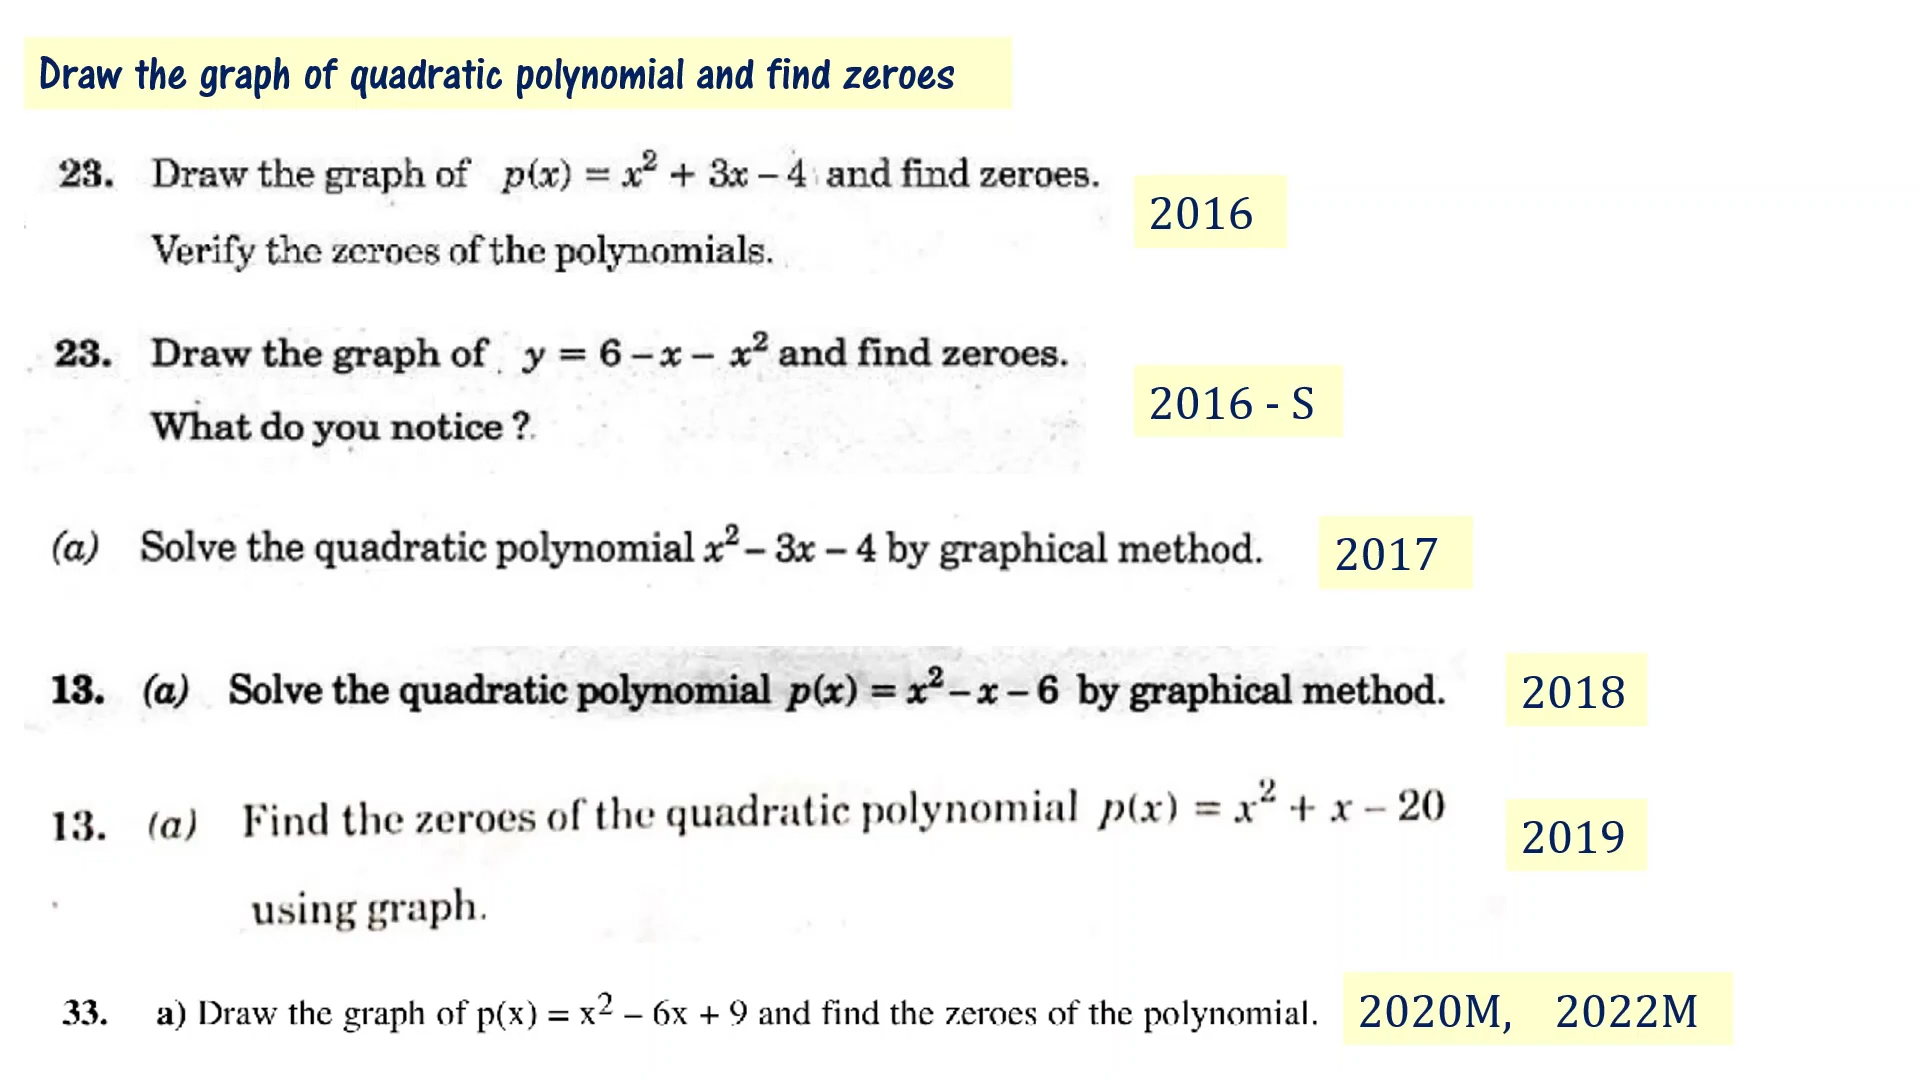 Draw the graph of quadratic polynomial and find zeroes
23. Draw the graph of p(x) = x² + 3x – 4 and find zeroes.
2016
Verify the zeroes of the polynomials.
23. Draw the graph of y = 6 – x – x² and find zeroes.
2016 - S
What do you notice ?
(a) Solve the quadratic polynomial x² – 3x – 4 by graphical method.
2017
13. (a) Solve the quadratic polynomial p(x) = x² – x – 6 by graphical method.
2018
13. (a) Find the zeroes of the quadratic polynomial p(x) = x² + x – 20
2019
using graph.
33. a) Draw the graph of p(x) = x² – 6x + 9 and find the zeroes of the polynomial.
2020M, 2022M